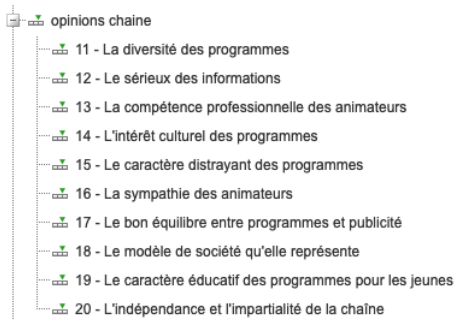 opinions chaine
11 - La diversité des programmes
12 - Le sérieux des informations
13 - La compétence professionnelle des animateurs
14 - L'intérêt culturel des programmes
15 - Le caractère distrayant des programmes
16 - La sympathie des animateurs
17 - Le bon équilibre entre programmes et publicité
18 - Le modèle de société qu'elle représente
19 - Le caractère éducatif des programmes pour les jeunes
20 - L'indépendance et l'impartialité de la chaîne